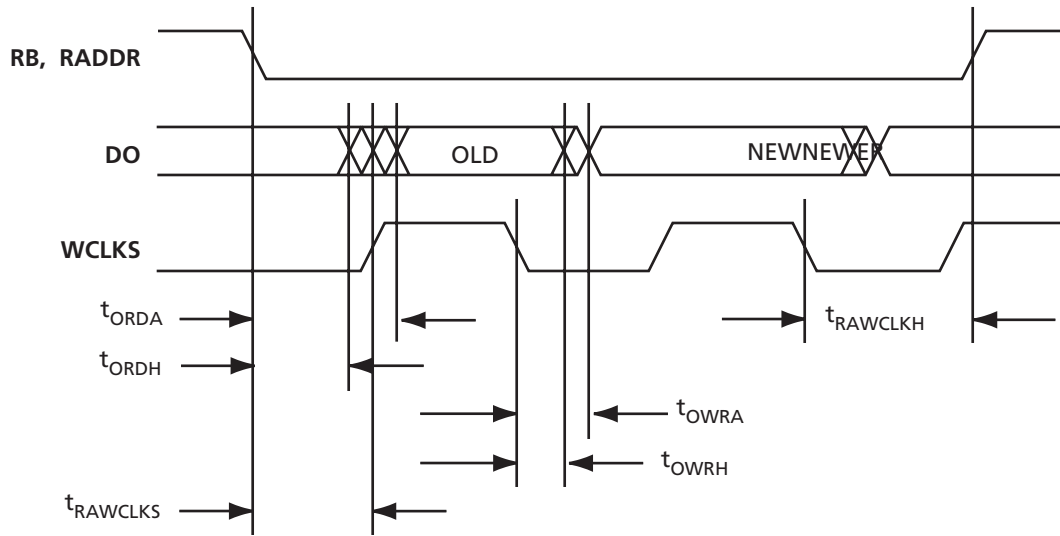 RB, RADDR
DO
OLD
NEWNEWER
WCLKS
tORDA
tRAWCLKH
tORDH
tOWRA
tOWRH
tRAWCLKS